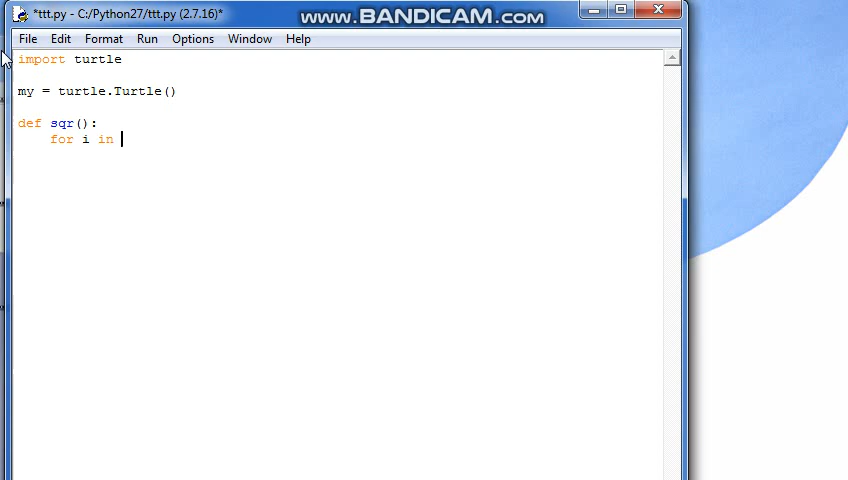 *ttt.py - C:/Python27/ttt.py (2.7.16)*
www.BANDICAM.com
File Edit Format Run Options Window Help
import turtle
my = turtle.Turtle()
def sqr():
    for i in